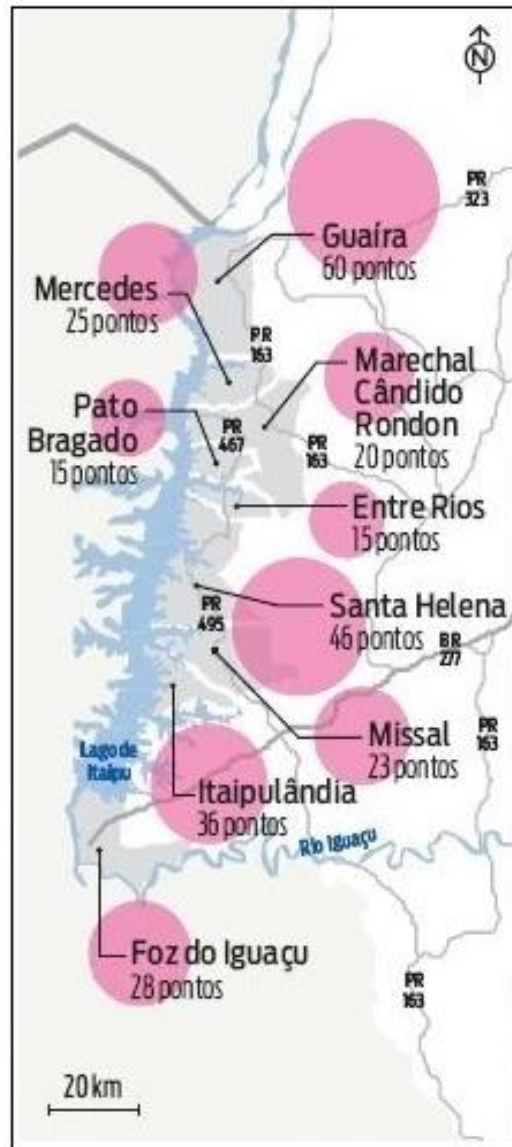 N
PR
323
Guaíra
60 pontos
Mercedes
25 pontos
PR
163
Marechal
Cândido
Rondon
20 pontos
Pato
Bragado
15 pontos
PR
467
PR
163
Entre Rios
15 pontos
Santa Helena
46 pontos
PR
495
BR
277
Missal
23 pontos
PR
163
Lago de
Itaipu
Itaipulândia
36 pontos
Rio Iguaçu
Foz do Iguaçu
28 pontos
PR
163
20 km